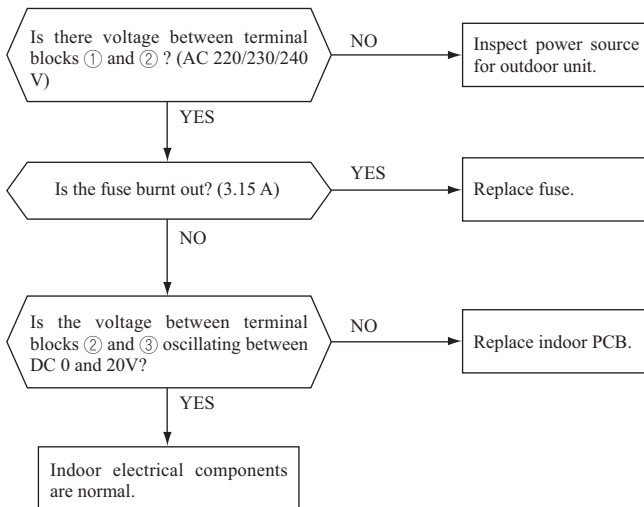 Is there voltage between terminal
blocks ① and ② ? (AC 220/230/240
V)
NO
Inspect power source
for outdoor unit.
YES
Is the fuse burnt out? (3.15 A)
YES
Replace fuse.
NO
Is the voltage between terminal
blocks ② and ③ oscillating between
DC 0 and 20V?
NO
Replace indoor PCB.
YES
Indoor electrical components
are normal.